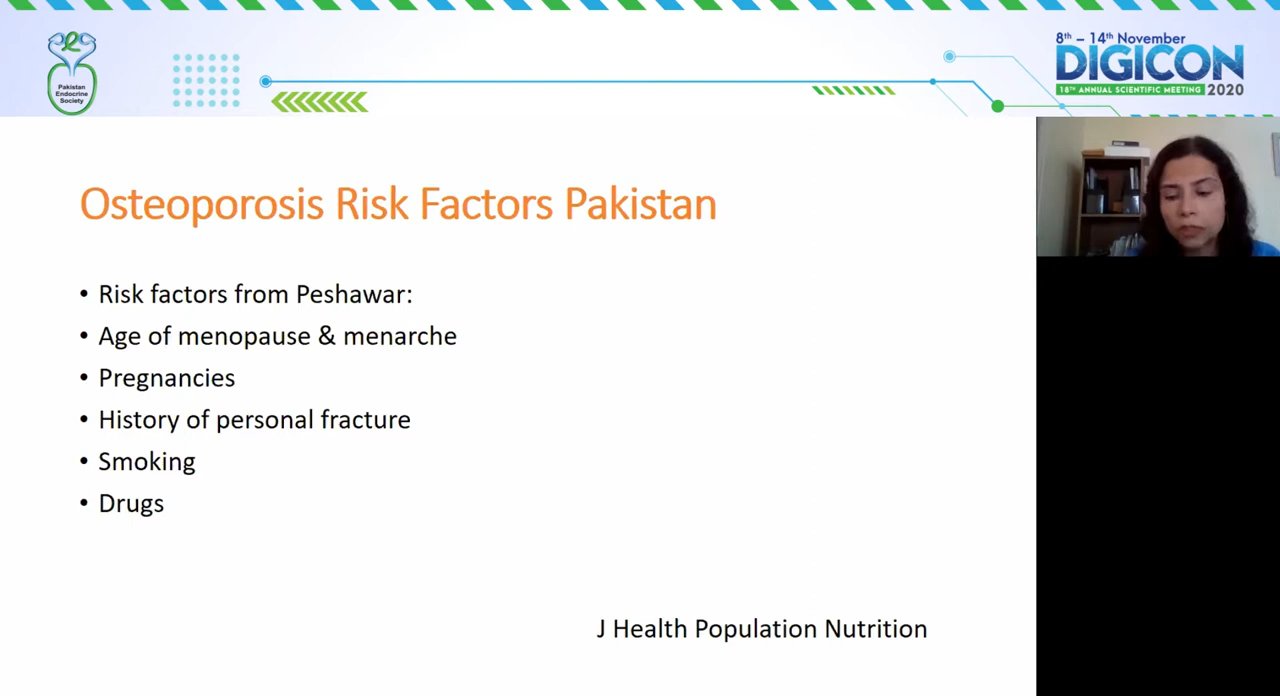 Pakistan
Endocrine
Society
8th – 14th November
DIGICON
18TH ANNUAL SCIENTIFIC MEETING 2020
Osteoporosis Risk Factors Pakistan
• Risk factors from Peshawar:
• Age of menopause & menarche
• Pregnancies
• History of personal fracture
• Smoking
• Drugs
J Health Population Nutrition